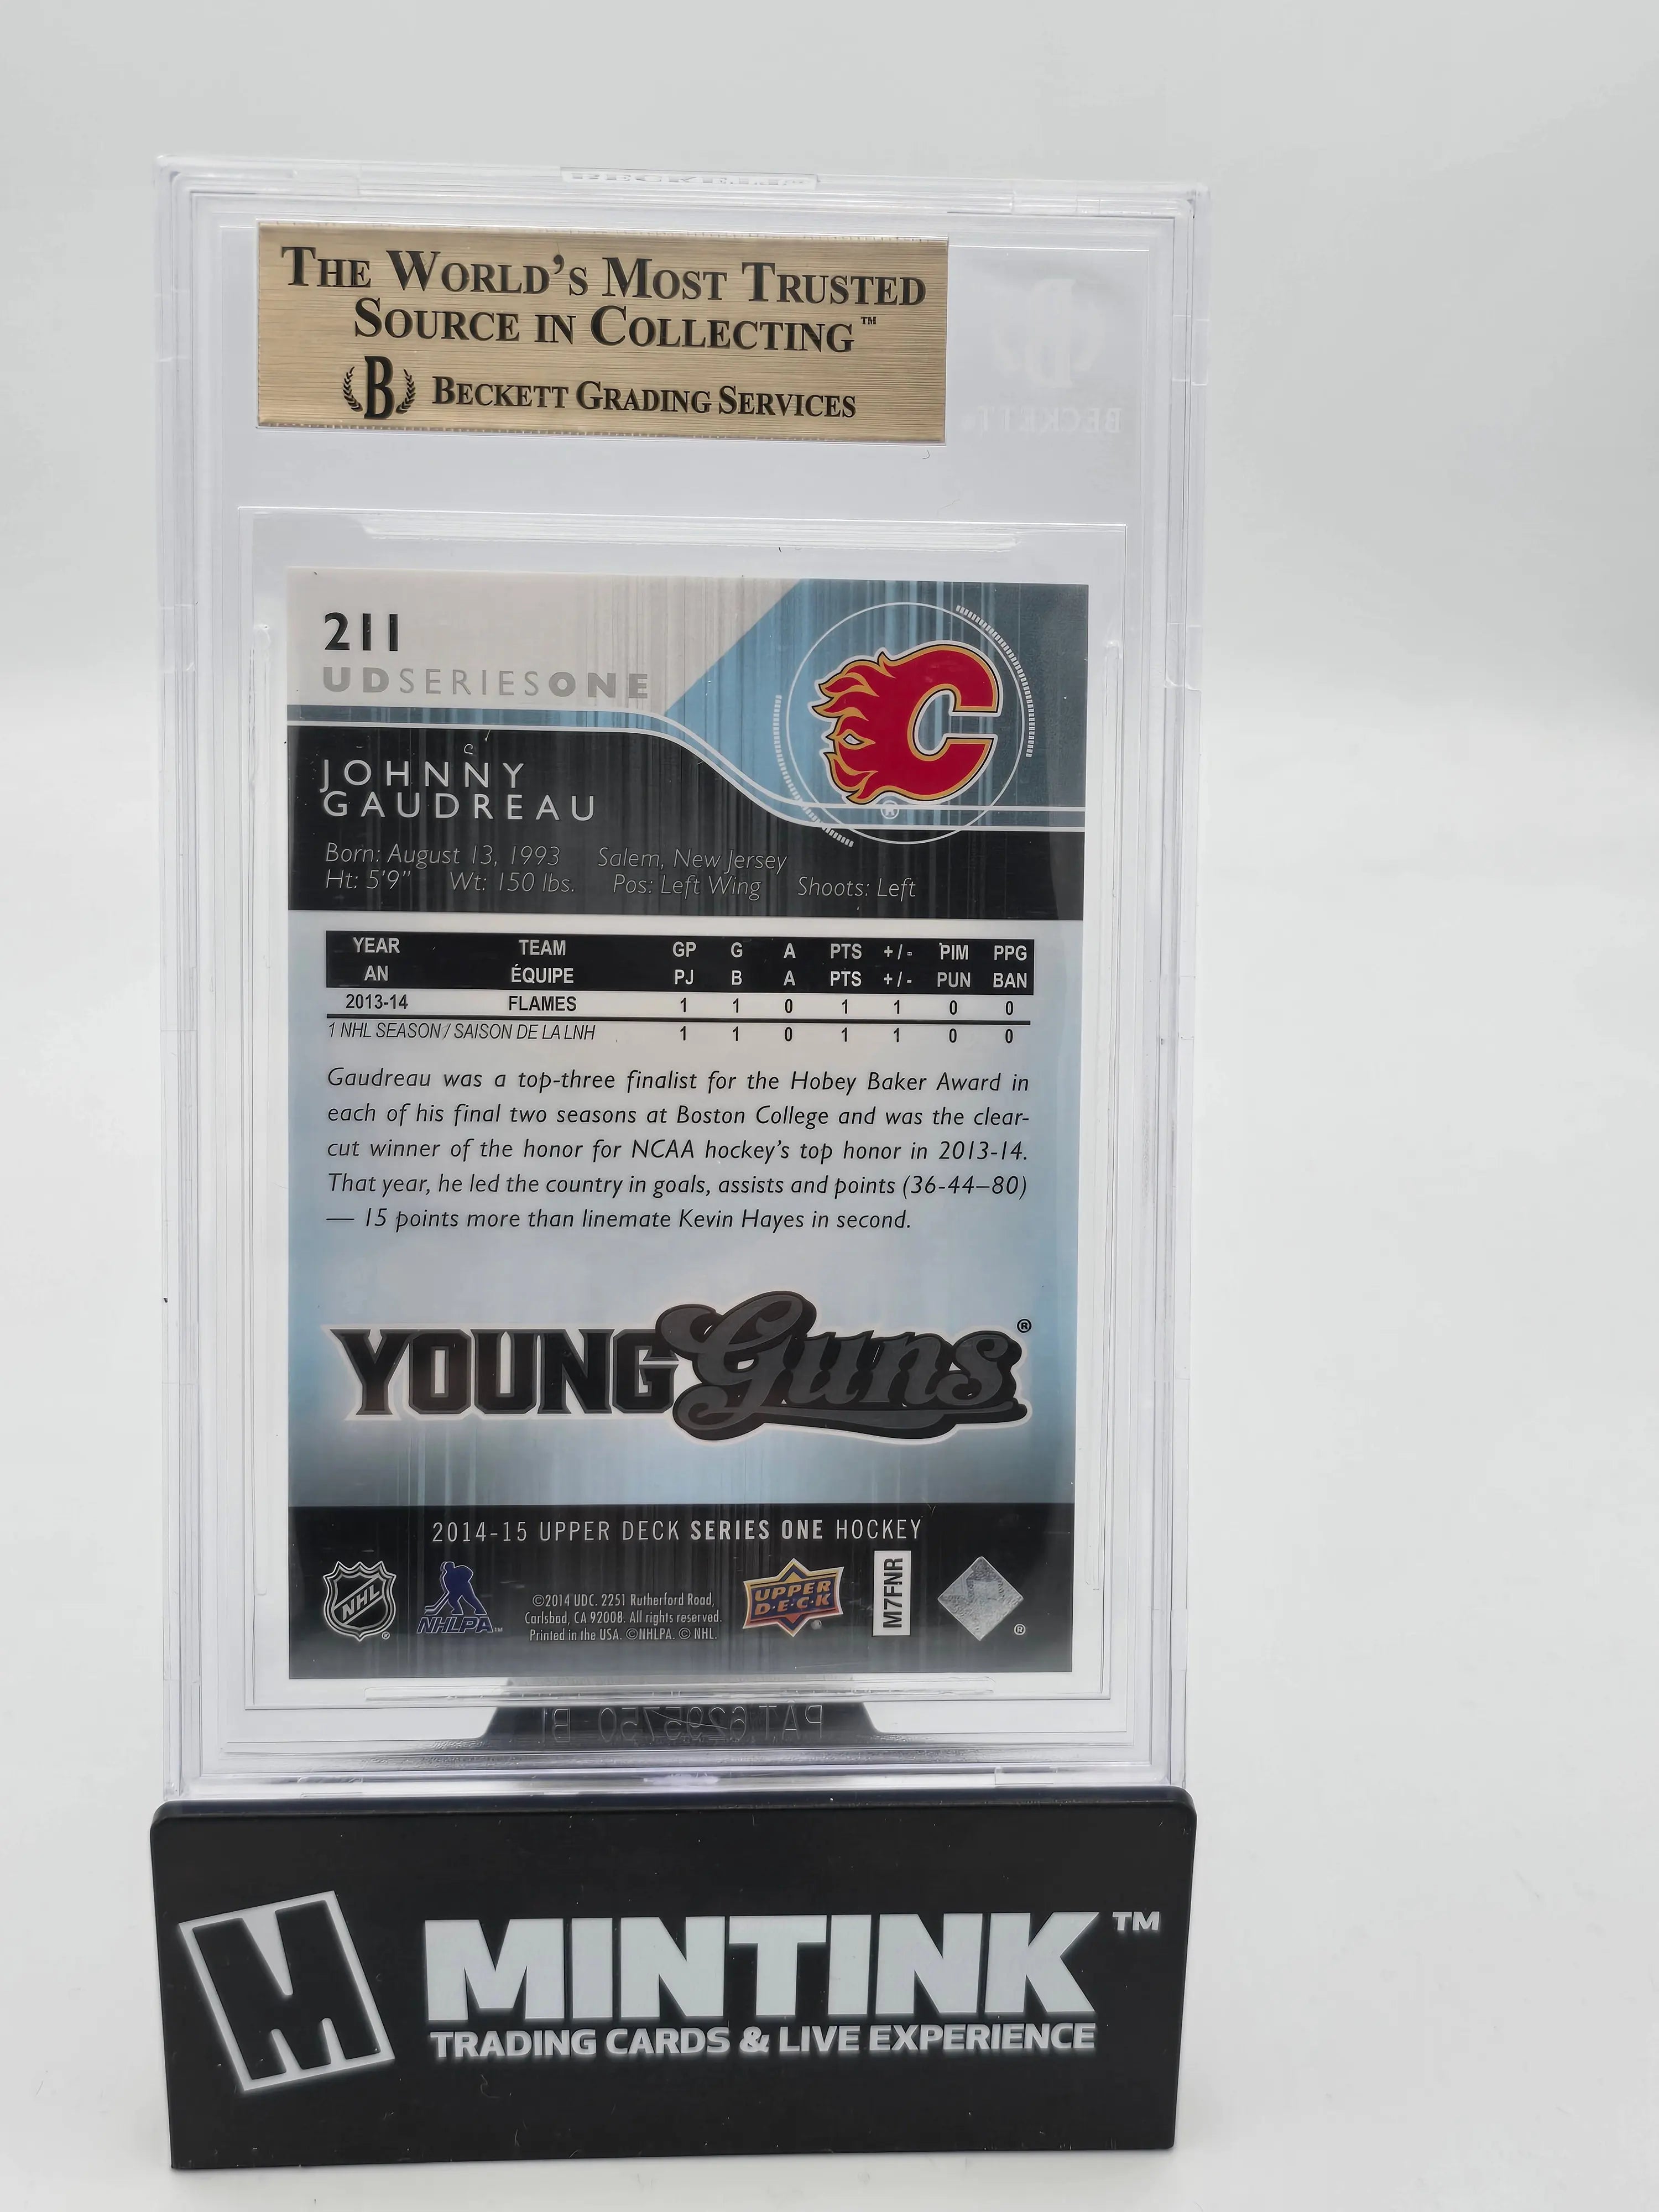 BECKETT
THE WORLD'S MOST TRUSTED
SOURCE IN COLLECTING™
B BECKETT GRADING SERVICES
B
BECKETT®
211
UDSERIESONE
C
®
JOHNNY
GAUDREAU
Born: August 13, 1993 Salem, New Jersey
Ht: 5'9" Wt: 150 lbs. Pos: Left Wing Shoots: Left
YEAR TEAM GP G A PTS +/- PIM PPG
AN ÉQUIPE PJ B A PTS +/- PUN BAN
2013-14 FLAMES 1 1 0 1 1 0 0
1 NHL SEASON / SAISON DE LA LNH 1 1 0 1 1 0 0
Gaudreau was a top-three finalist for the Hobey Baker Award in
each of his final two seasons at Boston College and was the clear-
cut winner of the honor for NCAA hockey's top honor in 2013-14.
That year, he led the country in goals, assists and points (36-44–80)
— 15 points more than linemate Kevin Hayes in second.
YOUNG Guns®
2014-15 UPPER DECK SERIES ONE HOCKEY
NHL ®
NHLPA™
©2014 UDC. 2251 Rutherford Road,
Carlsbad, CA 92008. All rights reserved.
Printed in the USA. ©NHLPA. © NHL.
UPPER
DECK ®
M7FNR
®
PAT.6295750 B1
M MINTINK™
TRADING CARDS & LIVE EXPERIENCE